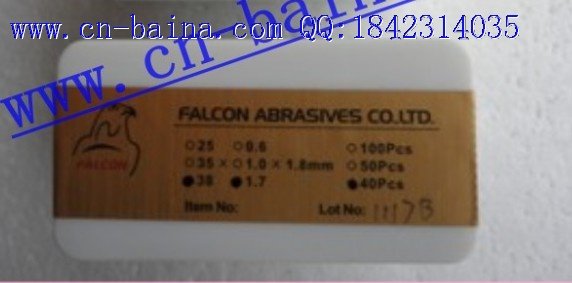 www.cn-baina.com QQ:1842314035
www.cn-baina
FALCON ABRASIVES CO.LTD.
FALCON
○25 ○0.6 ○100Pcs
○35 × ○1.0 × 1.8mm ○50Pcs
●38 ●1.7 ●40Pcs
Item No: Lot No: